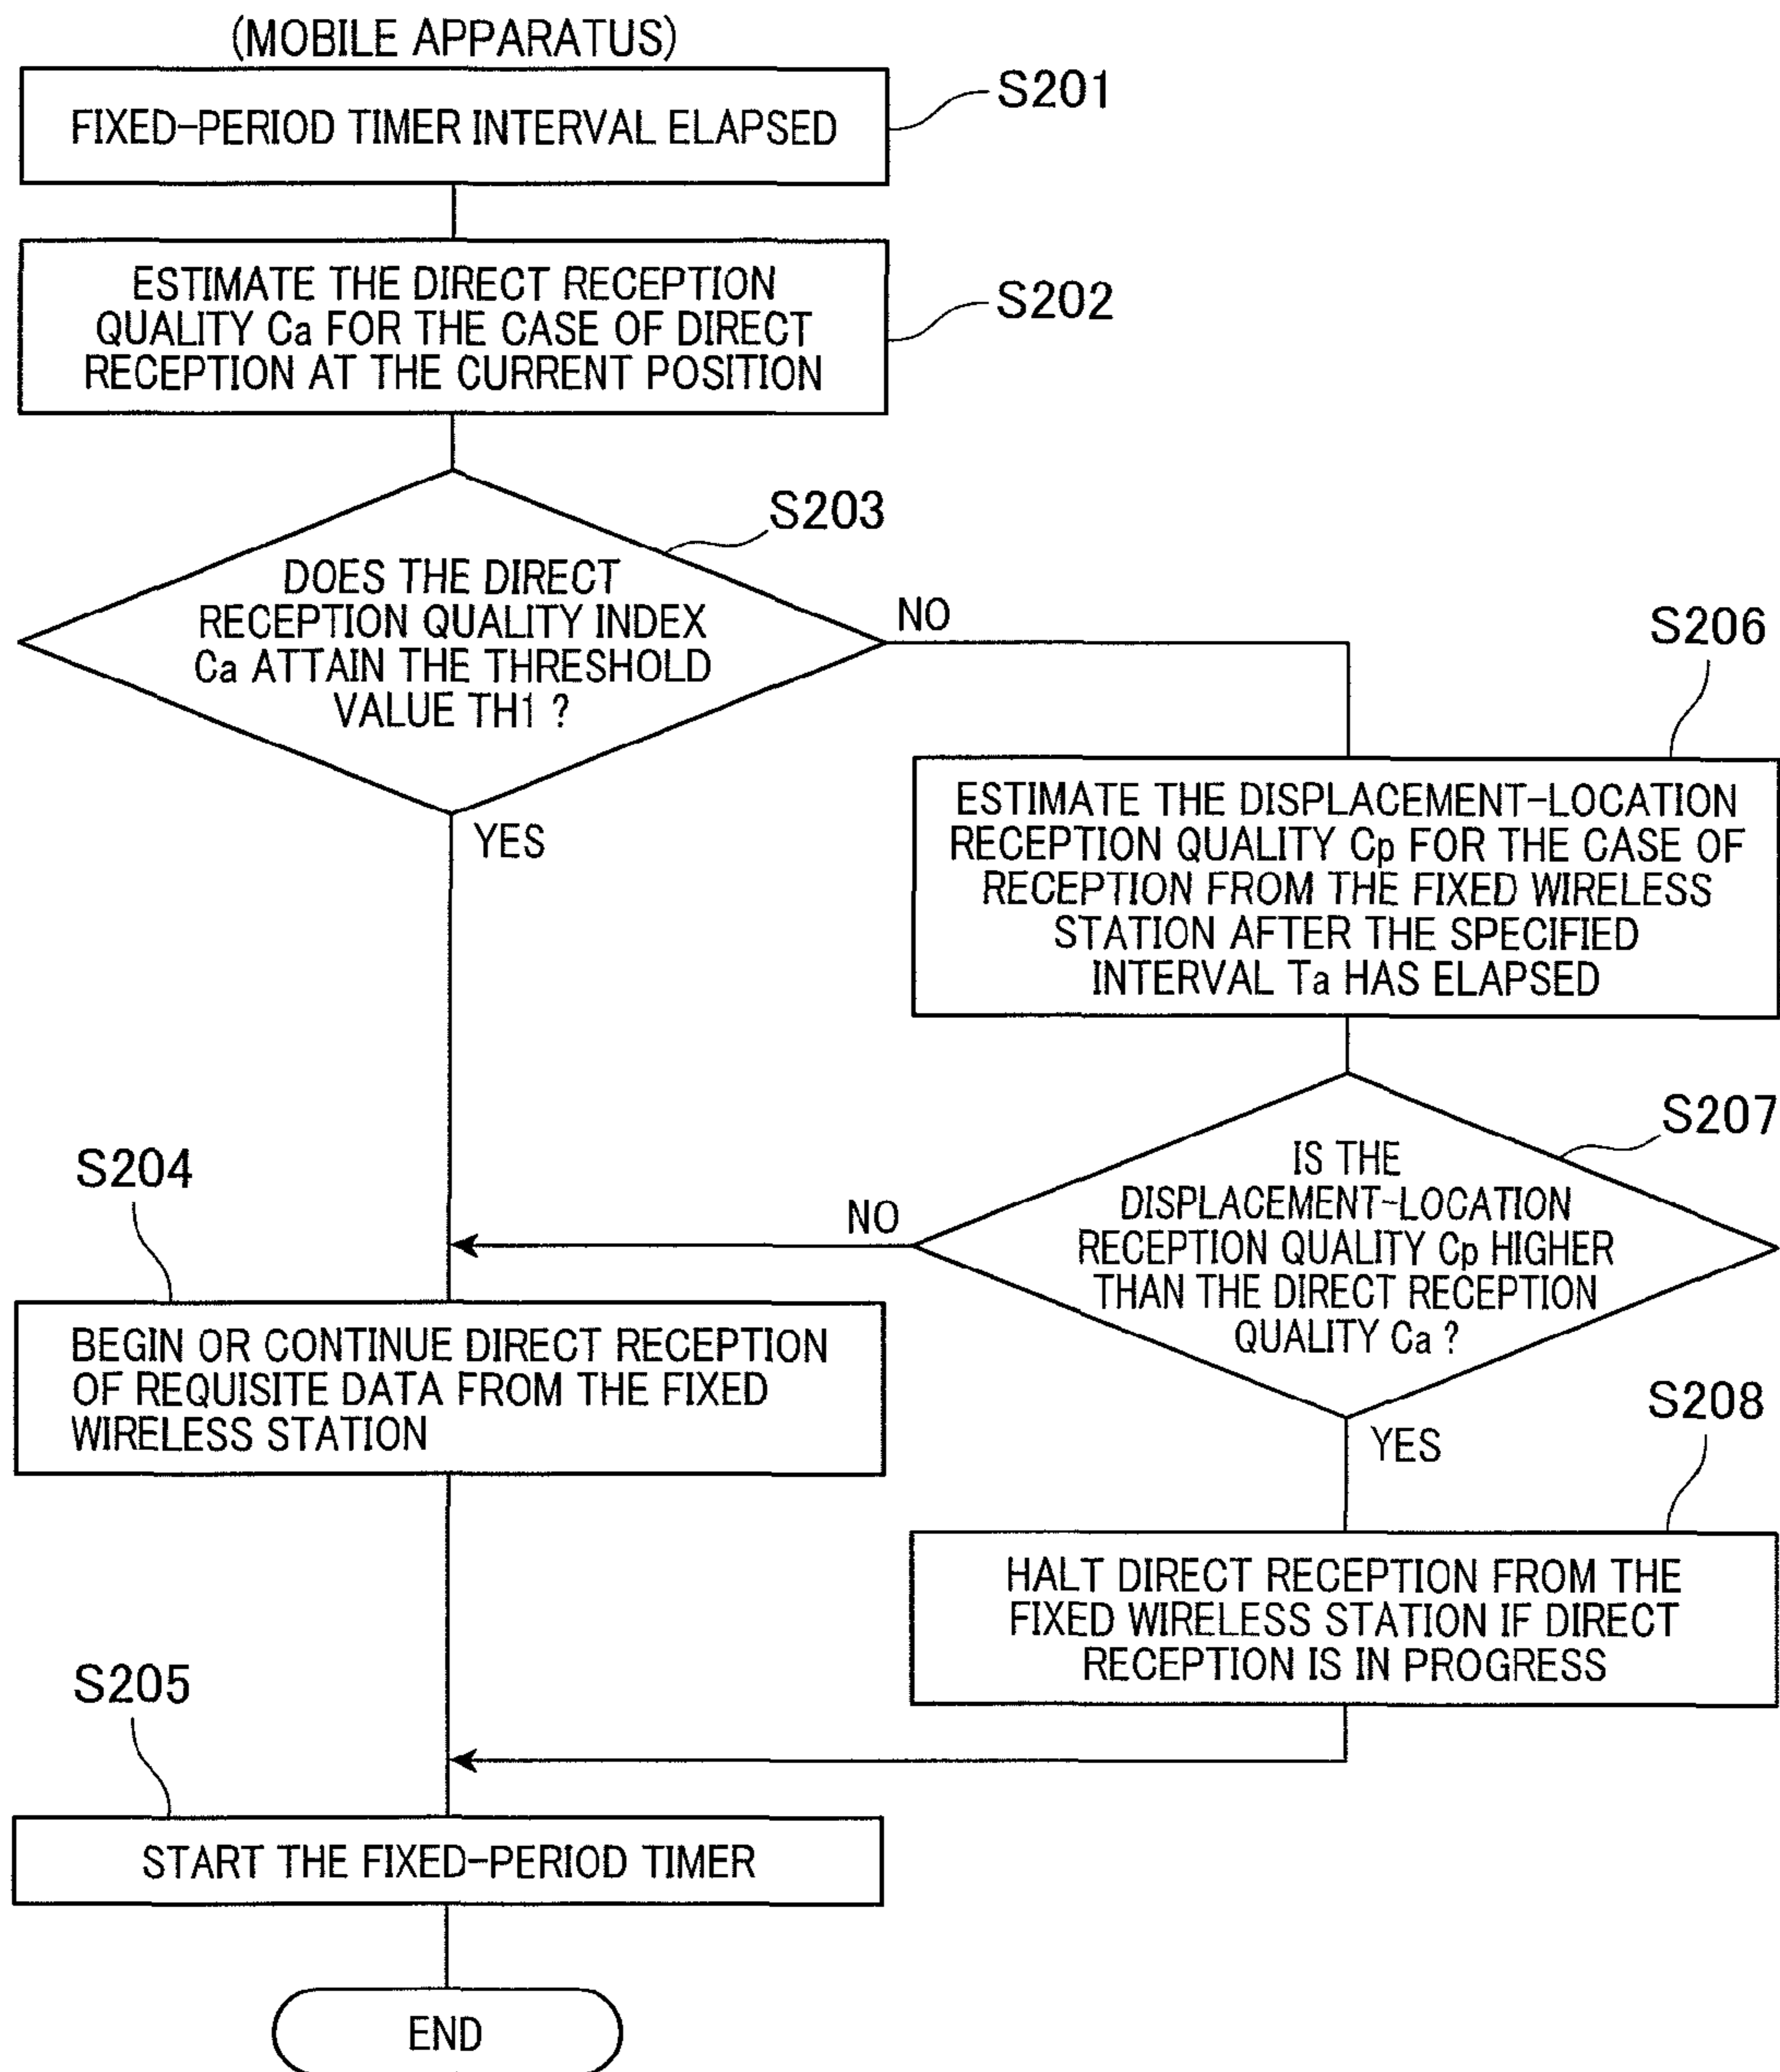 (MOBILE APPARATUS)
FIXED-PERIOD TIMER INTERVAL ELAPSED
S201
ESTIMATE THE DIRECT RECEPTION
QUALITY Ca FOR THE CASE OF DIRECT
RECEPTION AT THE CURRENT POSITION
S202
S203
DOES THE DIRECT
RECEPTION QUALITY INDEX
Ca ATTAIN THE THRESHOLD
VALUE TH1 ?
NO
YES
S206
ESTIMATE THE DISPLACEMENT-LOCATION
RECEPTION QUALITY Cp FOR THE CASE OF
RECEPTION FROM THE FIXED WIRELESS
STATION AFTER THE SPECIFIED
INTERVAL Ta HAS ELAPSED
S207
IS THE
DISPLACEMENT-LOCATION
RECEPTION QUALITY Cp HIGHER
THAN THE DIRECT RECEPTION
QUALITY Ca ?
NO
YES
S204
BEGIN OR CONTINUE DIRECT RECEPTION
OF REQUISITE DATA FROM THE FIXED
WIRELESS STATION
S208
HALT DIRECT RECEPTION FROM THE
FIXED WIRELESS STATION IF DIRECT
RECEPTION IS IN PROGRESS
S205
START THE FIXED-PERIOD TIMER
END